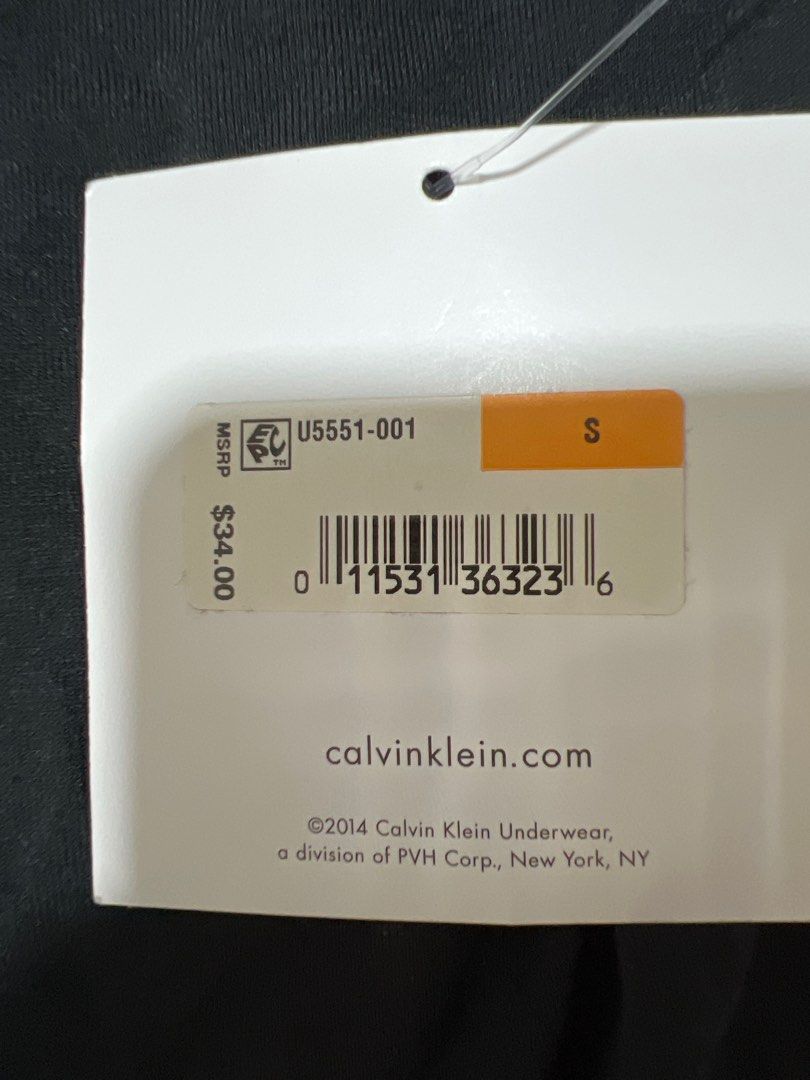 MSRP $34.00
EPC™
U5551-001
S
0 11531 36323 6
calvinklein.com
©2014 Calvin Klein Underwear,
a division of PVH Corp., New York, NY